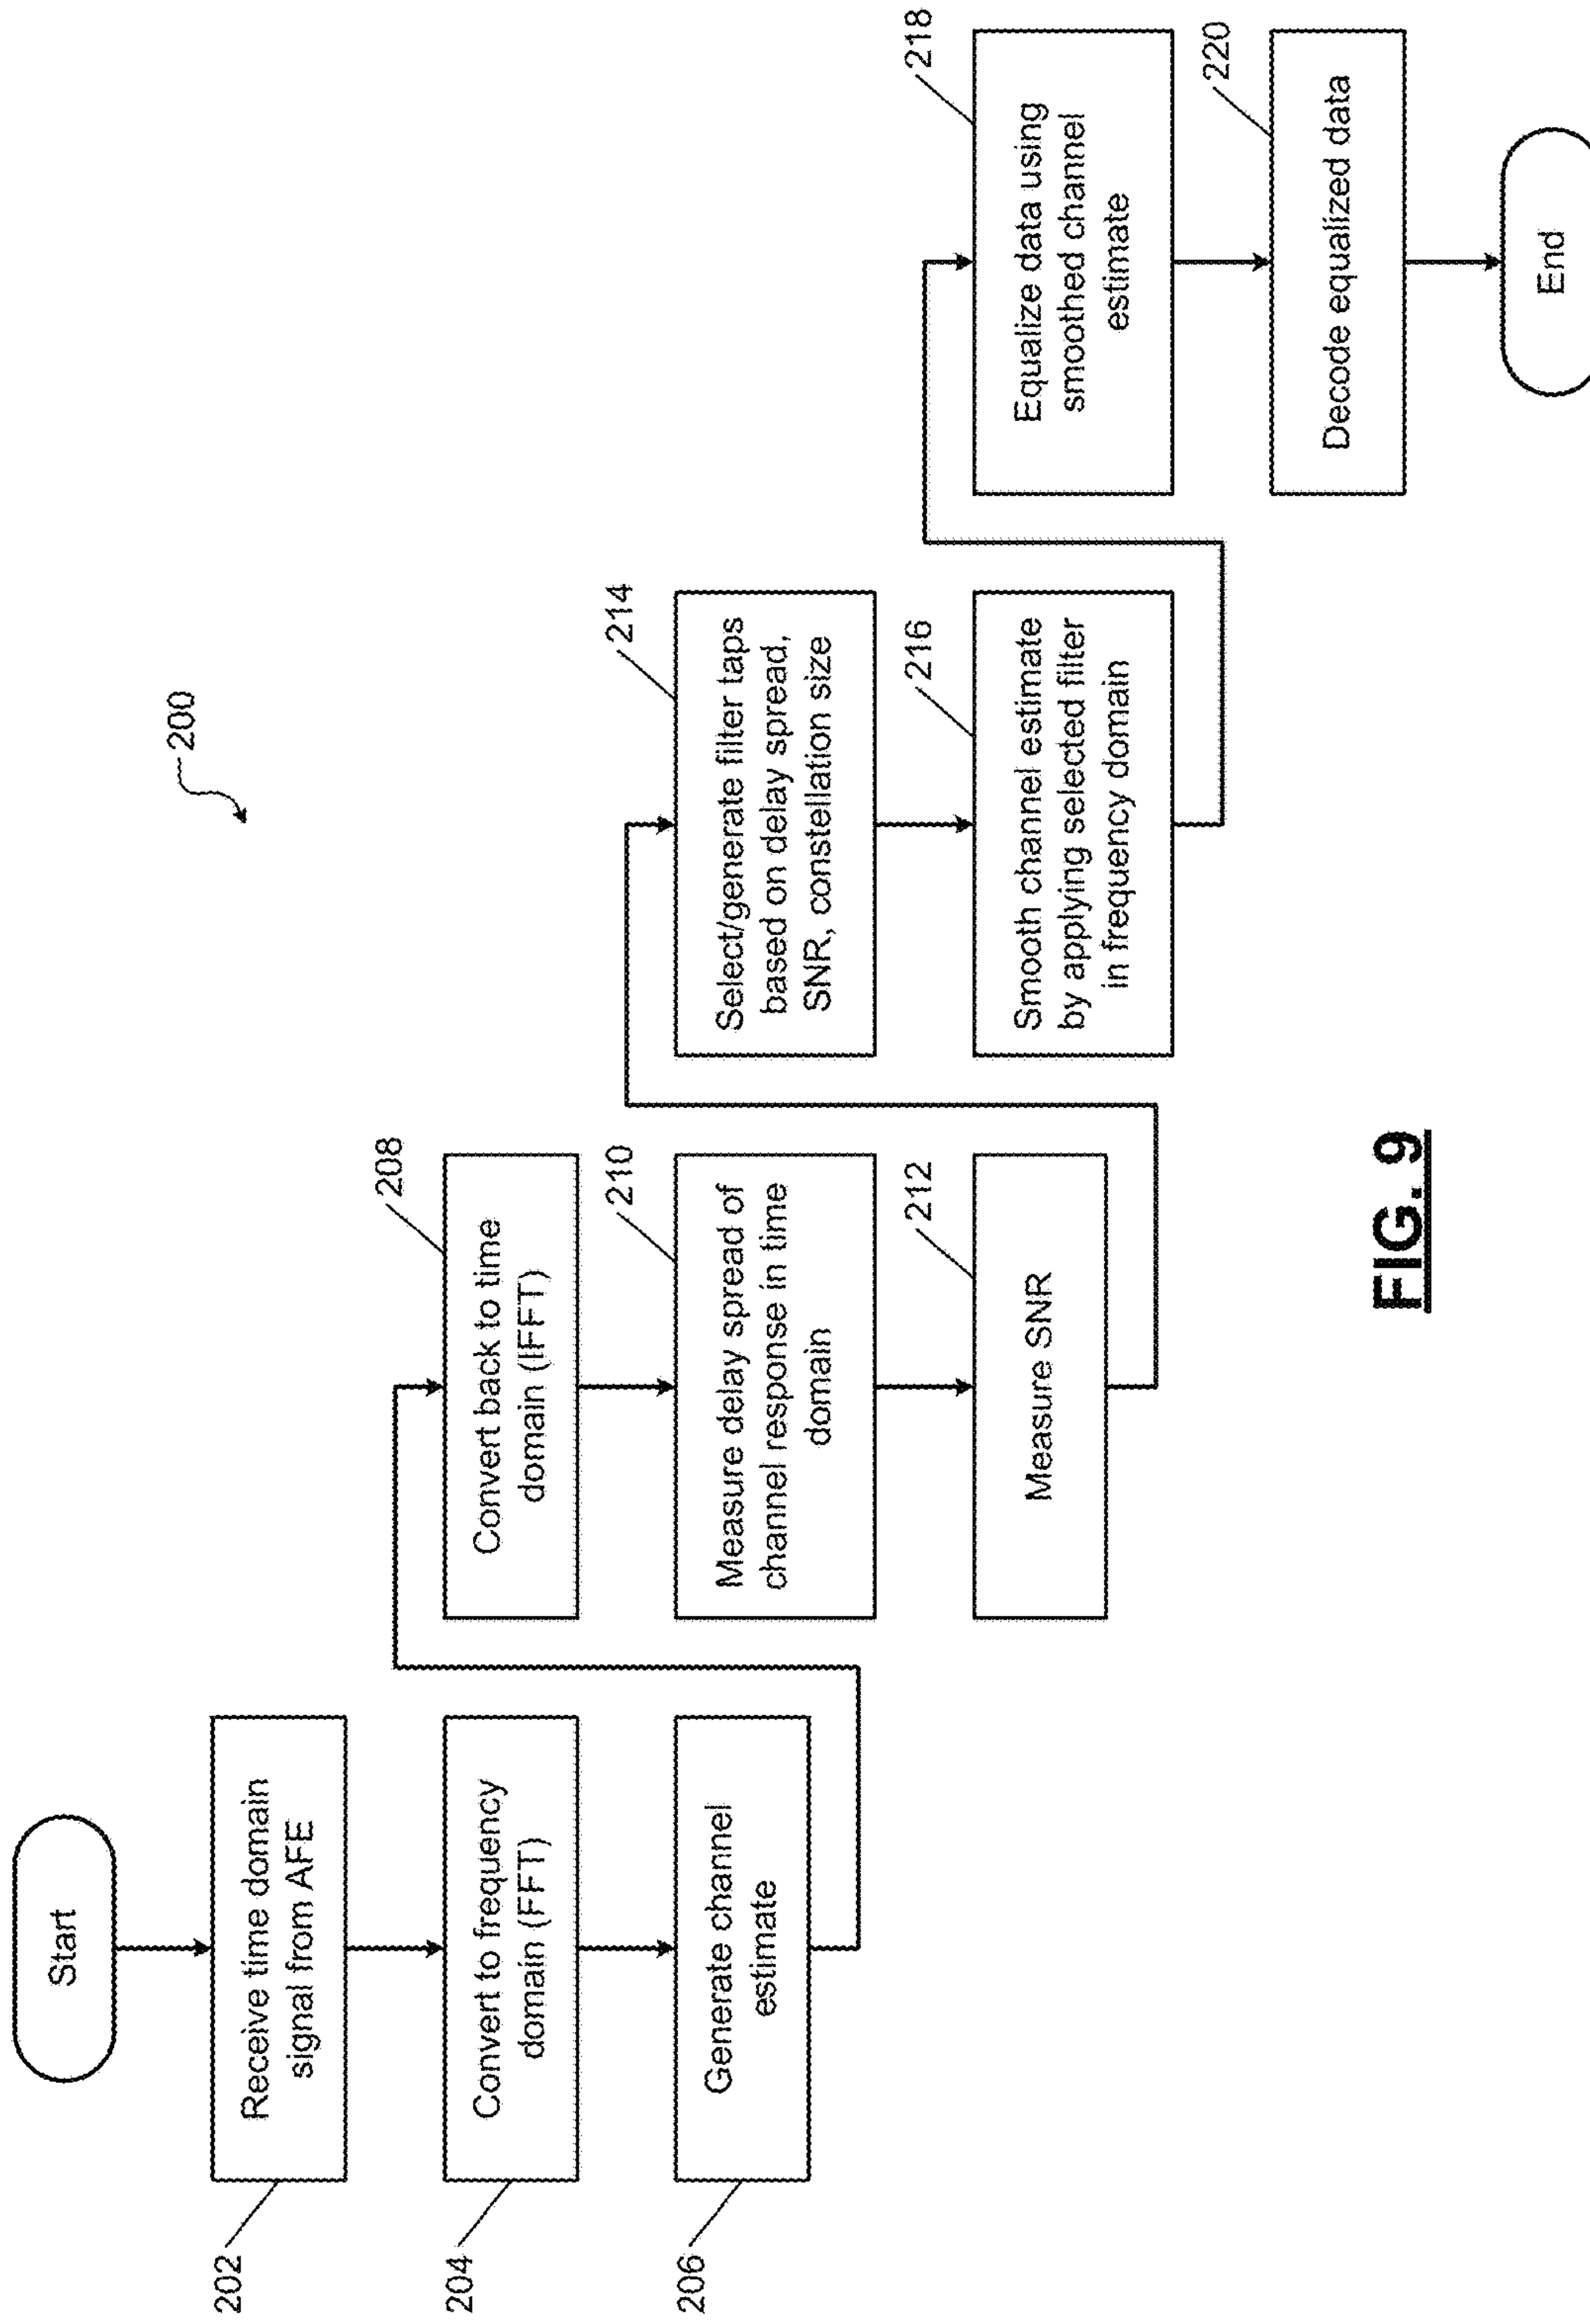 200
Start
202
Receive time domain
signal from AFE
204
Convert to frequency
domain (FFT)
206
Generate channel
estimate
208
Convert back to time
domain (IFFT)
210
Measure delay spread of
channel response in time
domain
212
Measure SNR
214
Select/generate filter taps
based on delay spread,
SNR, constellation size
216
Smooth channel estimate
by applying selected filter
in frequency domain
218
Equalize data using
smoothed channel
estimate
220
Decode equalized data
End
FIG. 9